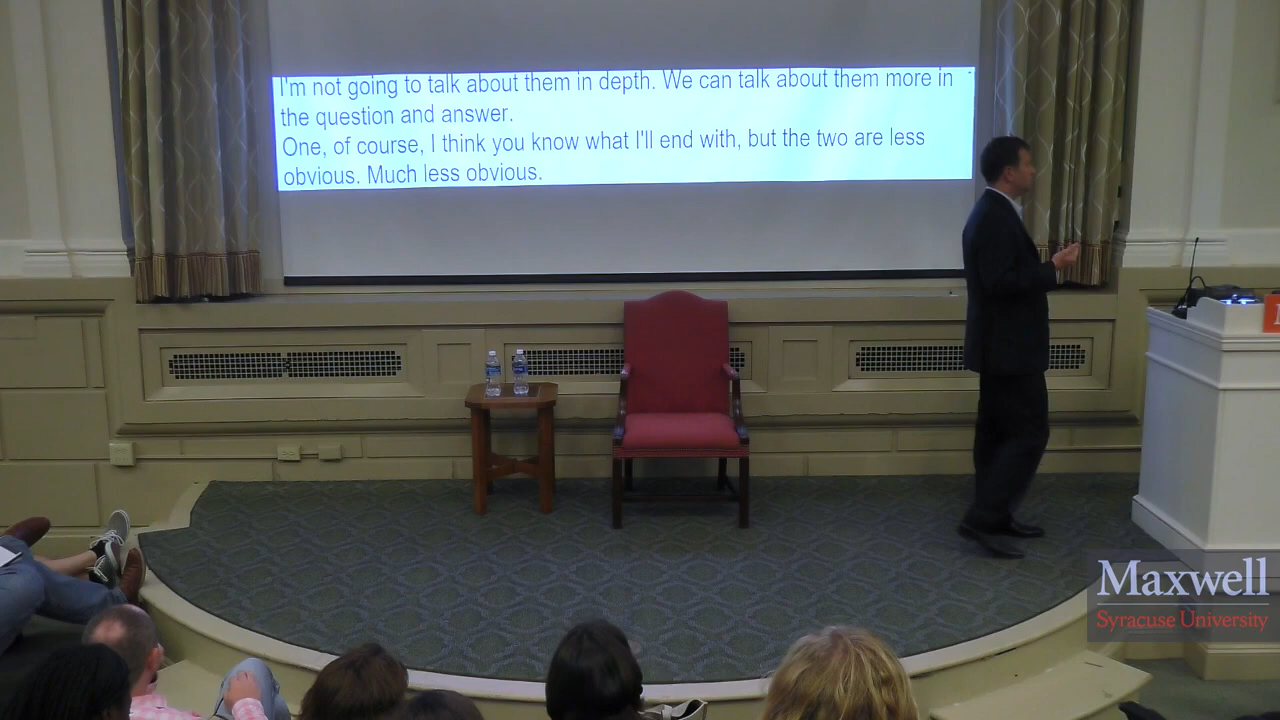 I'm not going to talk about them in depth. We can talk about them more in
the question and answer.
One, of course, I think you know what I'll end with, but the two are less
obvious. Much less obvious.
Maxwell
Syracuse University